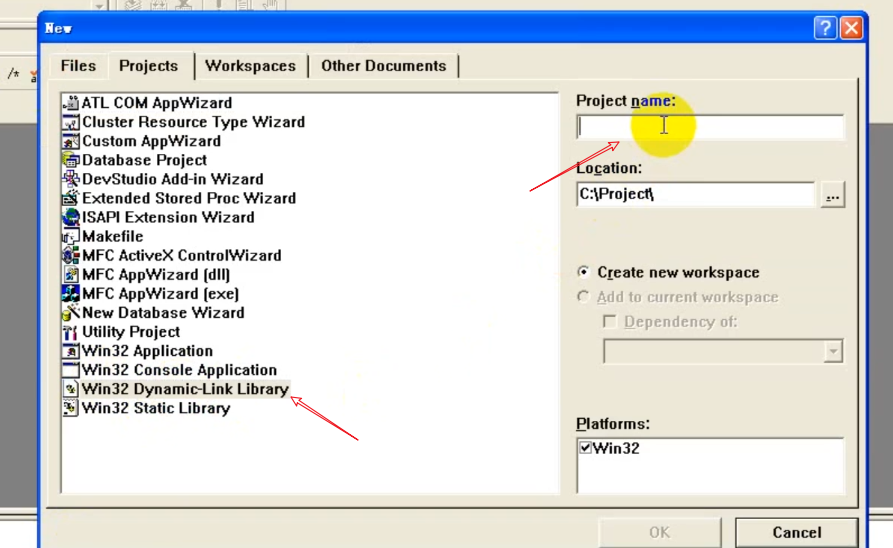 New
Files
Projects
Workspaces
Other Documents
/*
ATL COM AppWizard
Cluster Resource Type Wizard
Custom AppWizard
Database Project
DevStudio Add-in Wizard
Extended Stored Proc Wizard
ISAPI Extension Wizard
Makefile
MFC ActiveX ControlWizard
MFC AppWizard (dll)
MFC AppWizard (exe)
New Database Wizard
Utility Project
Win32 Application
Win32 Console Application
Win32 Dynamic-Link Library
Win32 Static Library
Project name:
Location:
C:\Project\
...
Create new workspace
Add to current workspace
Dependency of:
Platforms:
Win32
OK
Cancel